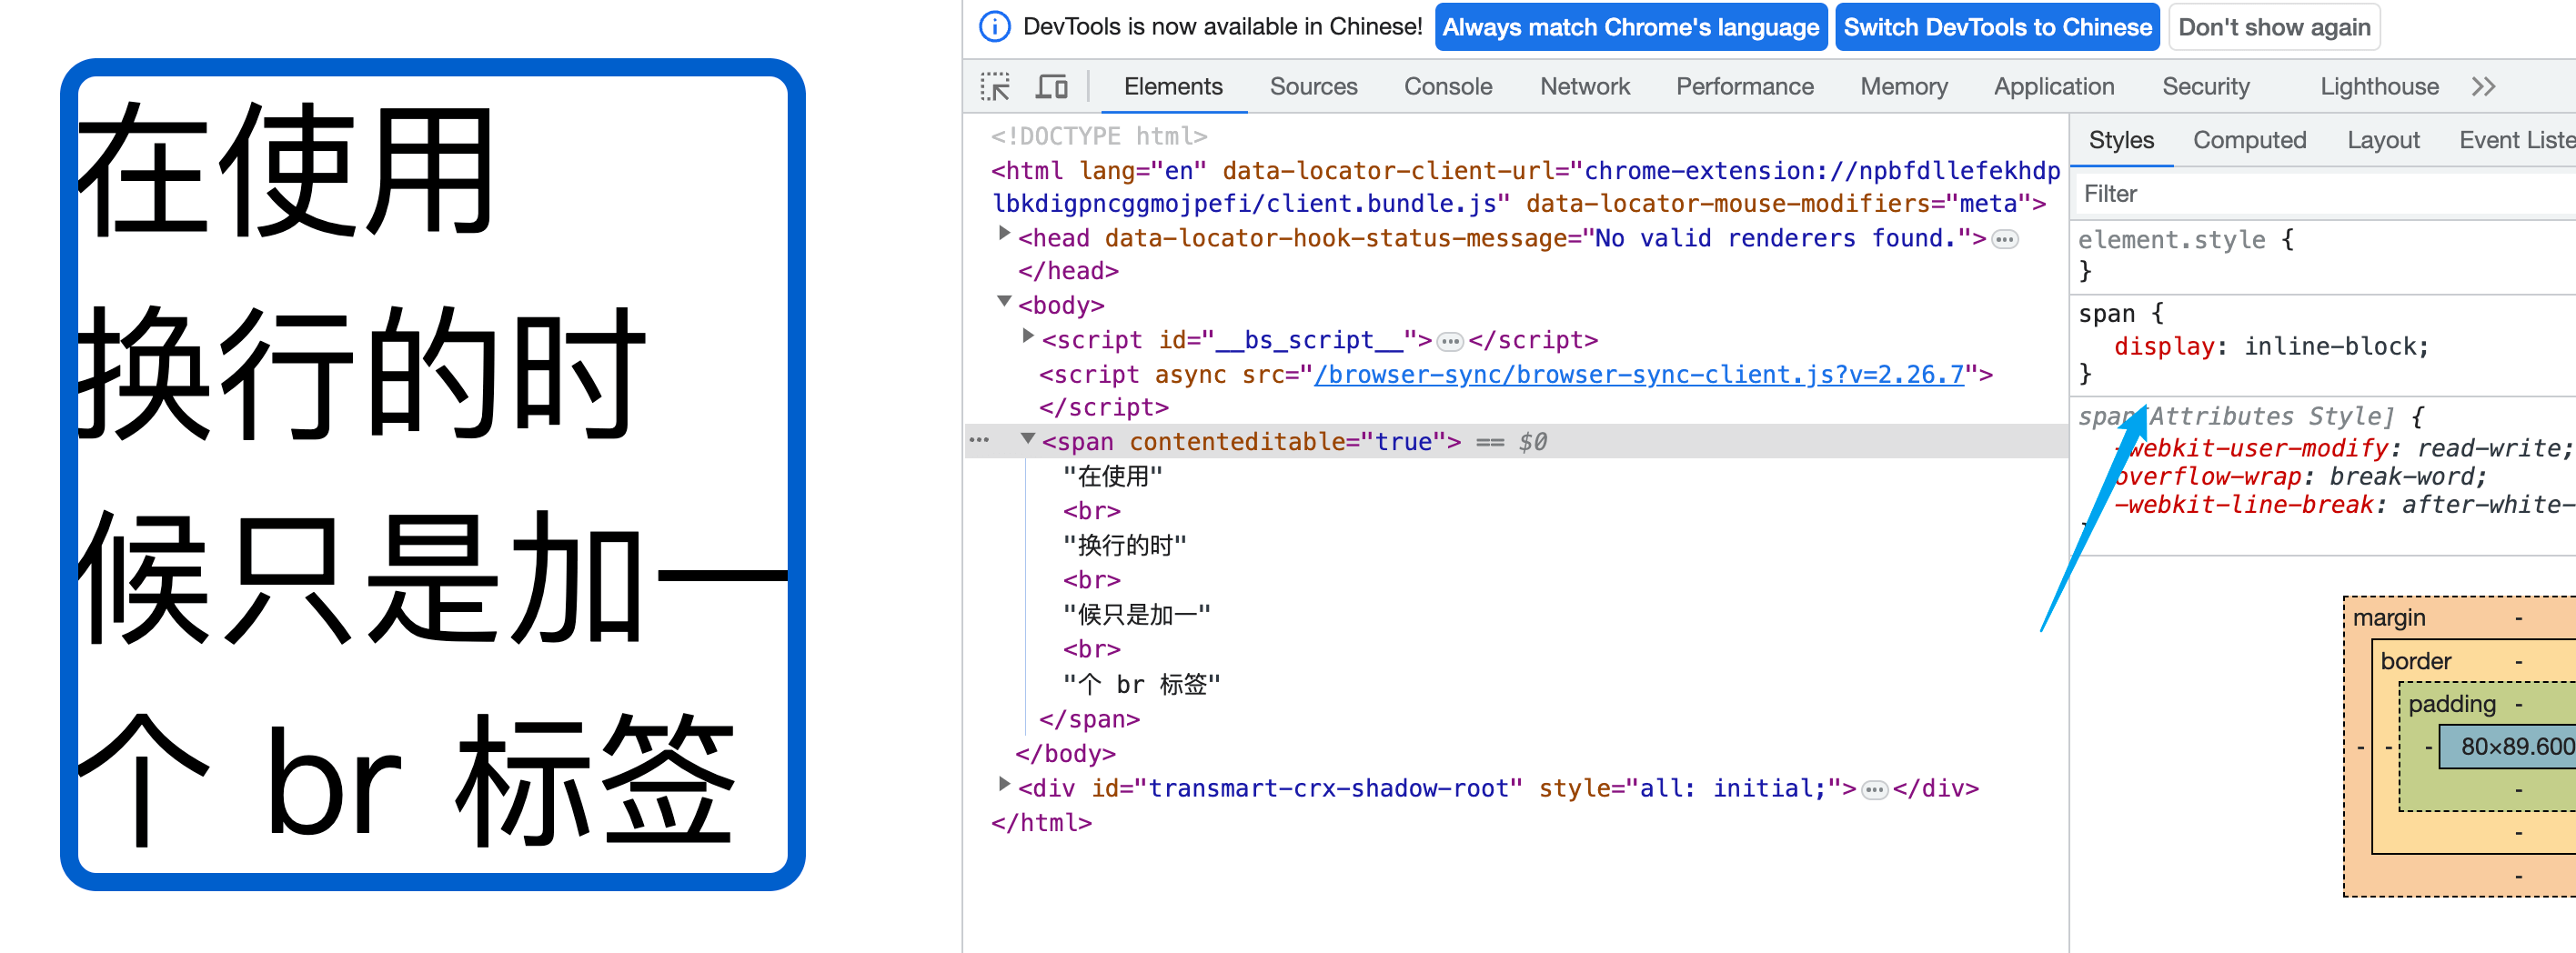 在使用
换行的时
候只是加一
个 br 标签
DevTools is now available in Chinese! Always match Chrome's language Switch DevTools to Chinese Don't show again
Elements Sources Console Network Performance Memory Application Security Lighthouse
<!DOCTYPE html>
<html lang="en" data-locator-client-url="chrome-extension://npbfdllefekhdp
lbkdigpncggmojpefi/client.bundle.js" data-locator-mouse-modifiers="meta">
<head data-locator-hook-status-message="No valid renderers found.">…
</head>
<body>
<script id="__bs_script__">…</script>
<script async src="/browser-sync/browser-sync-client.js?v=2.26.7">
</script>
… <span contenteditable="true"> == $0
"在使用"
<br>
"换行的时"
<br>
"候只是加一"
<br>
"个 br 标签"
</span>
</body>
<div id="transmart-crx-shadow-root" style="all: initial;">…</div>
</html>
Styles Computed Layout Event Liste
Filter
element.style {
}
span {
display: inline-block;
}
span[Attributes Style] {
-webkit-user-modify: read-write;
overflow-wrap: break-word;
-webkit-line-break: after-white-
}
margin -
border -
padding -
- - - 80×89.600
-
-
-